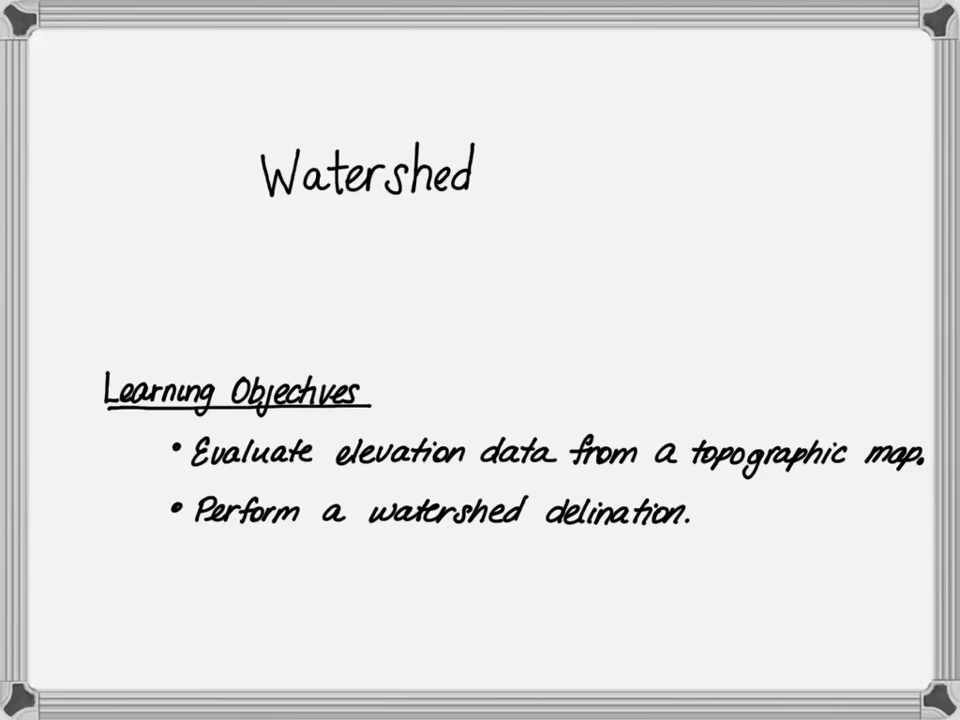 Watershed
Learning Objectives
• Evaluate elevation data from a topographic map.
• Perform a watershed delination.